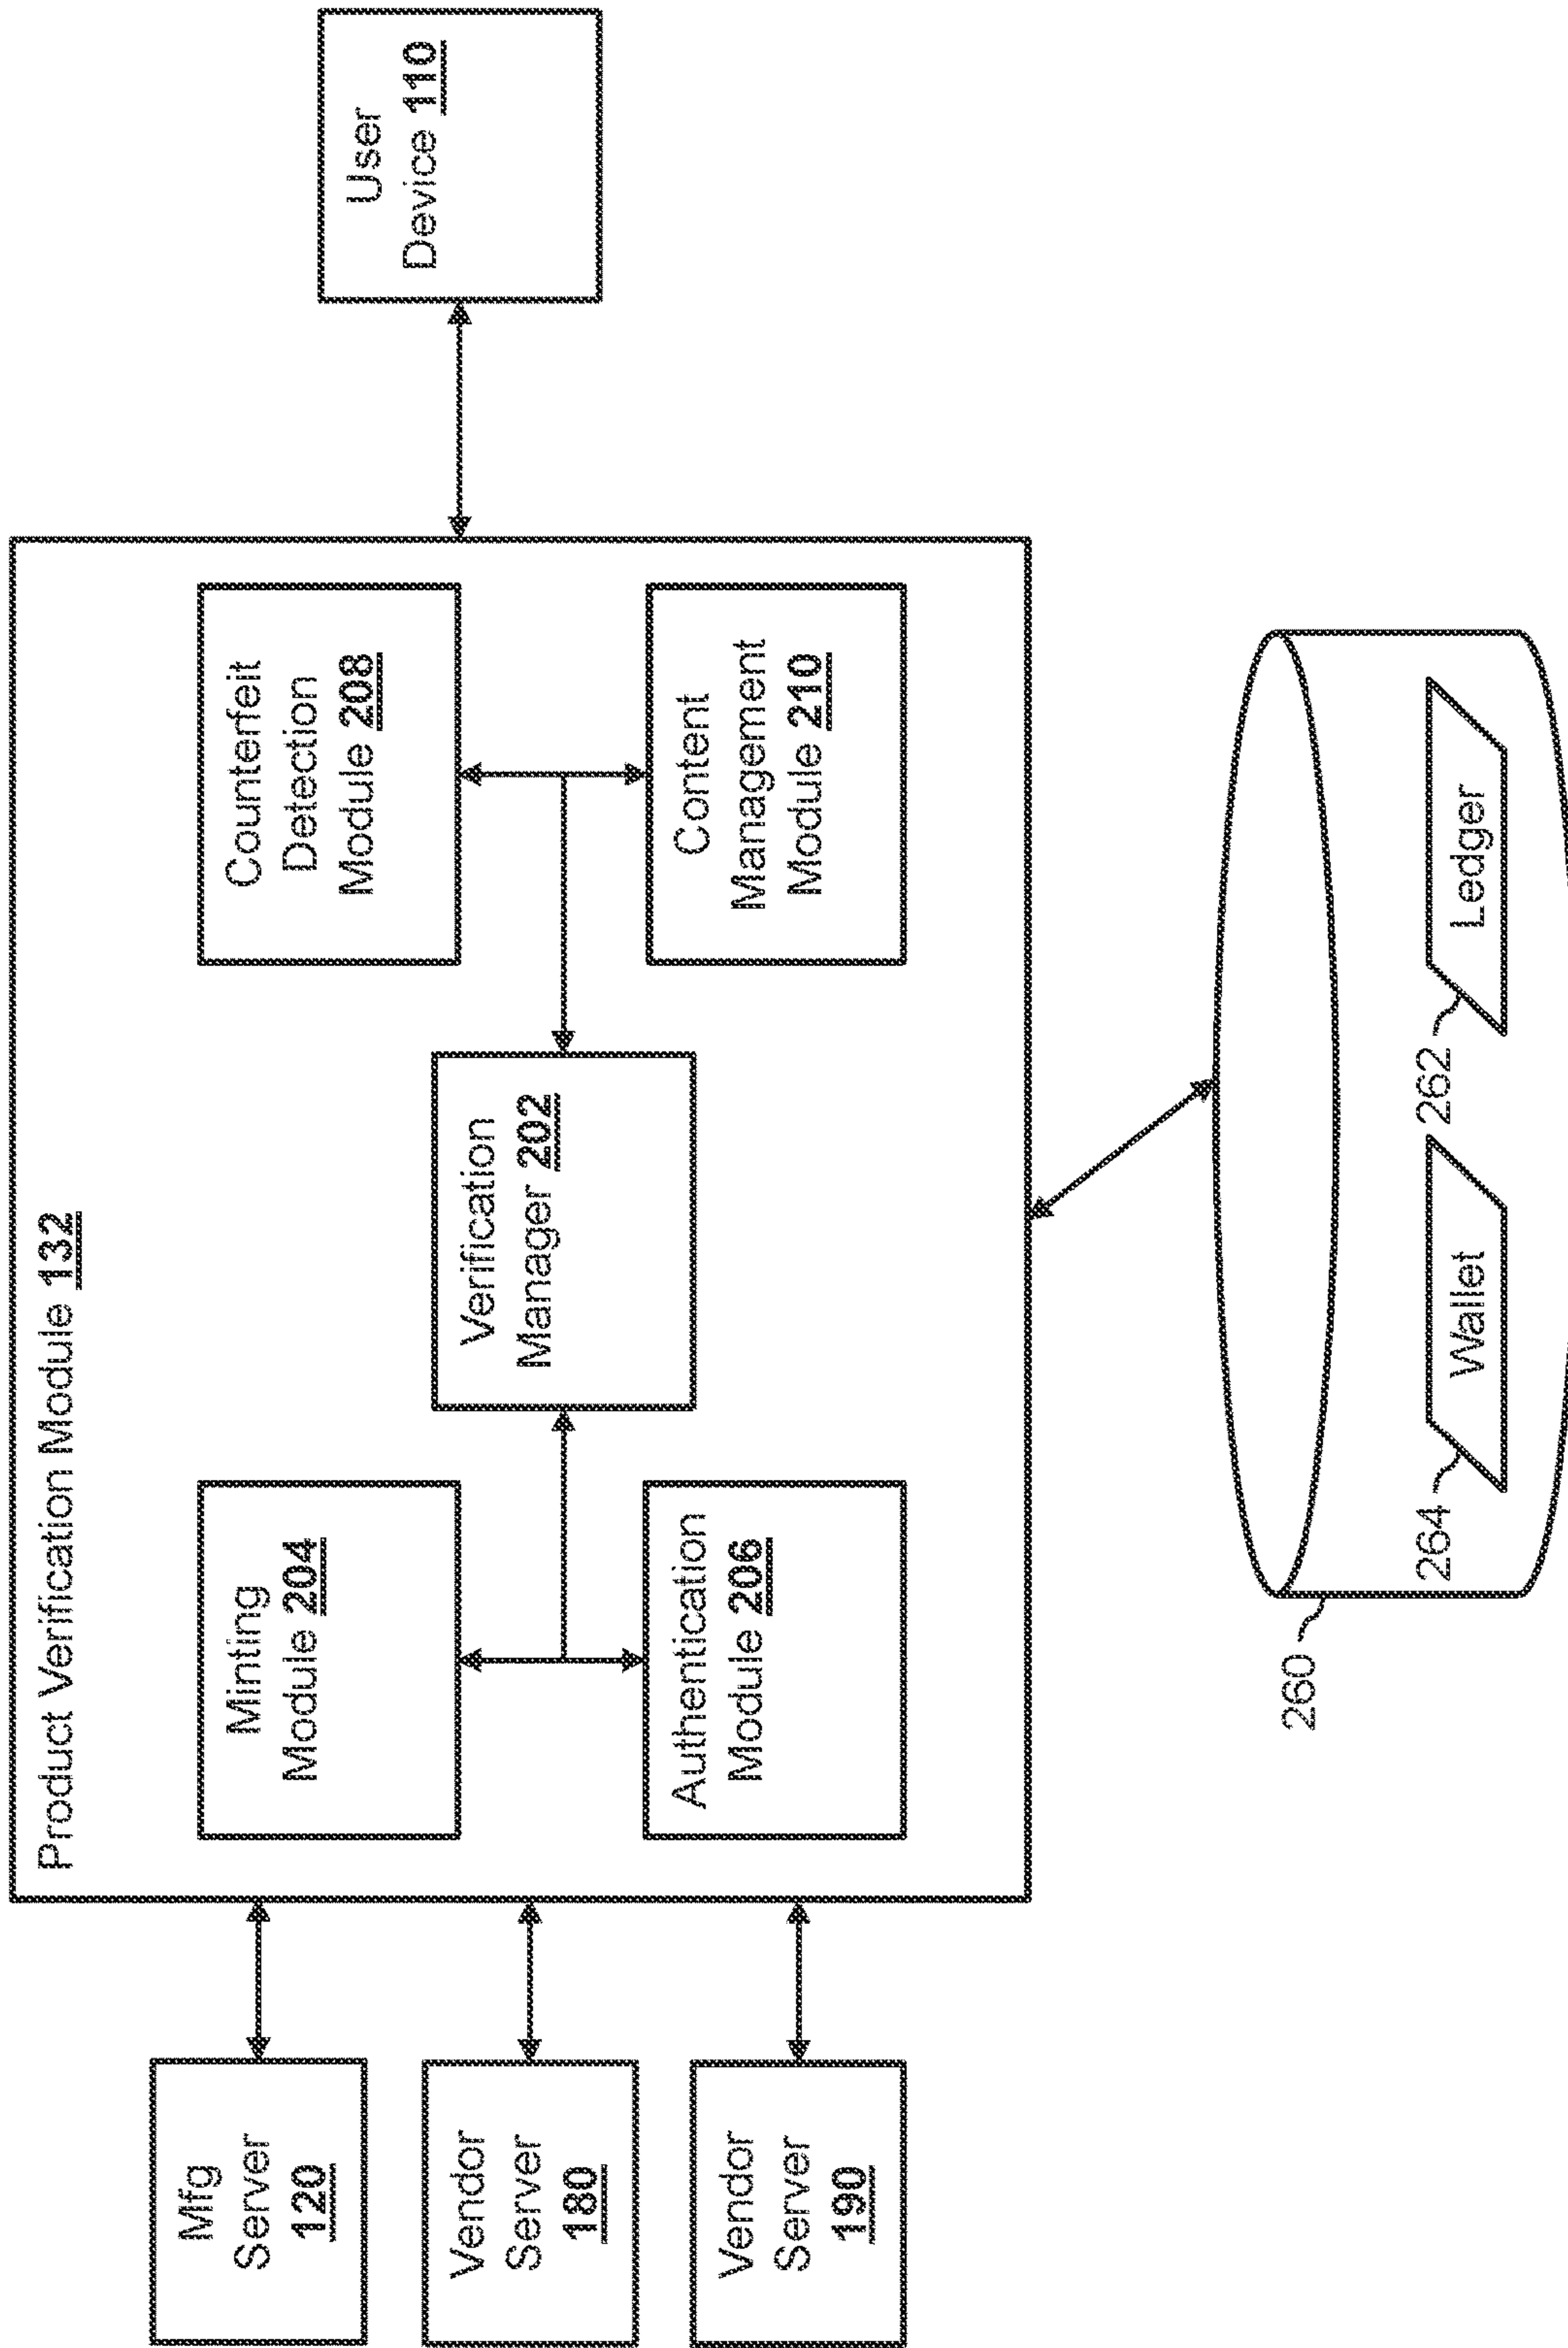 Product Verification Module 132
Mfg
Server
120
Vendor
Server
180
Vendor
Server
190
Minting
Module 204
Authentication
Module 206
Verification
Manager 202
Counterfeit
Detection
Module 208
Content
Management
Module 210
User
Device 110
260
264
Wallet
262
Ledger